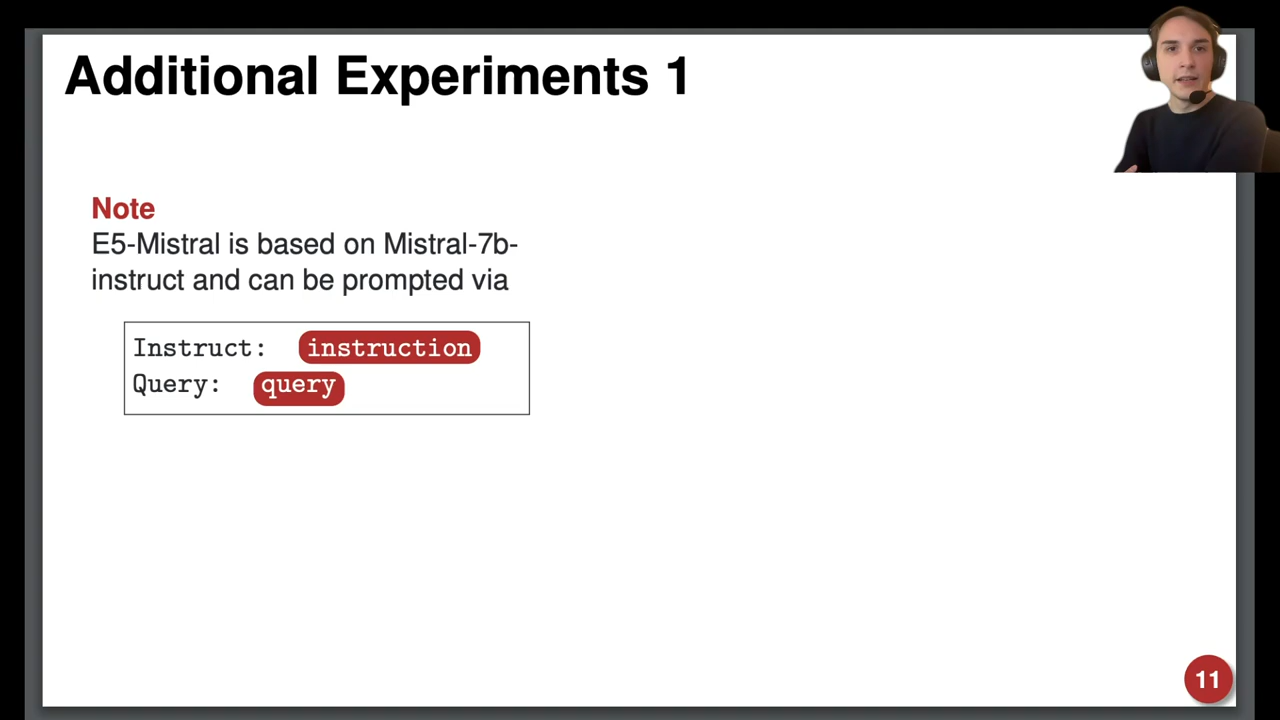 Additional Experiments 1
Note
E5-Mistral is based on Mistral-7b-
instruct and can be prompted via
Instruct: instruction
Query: query
11